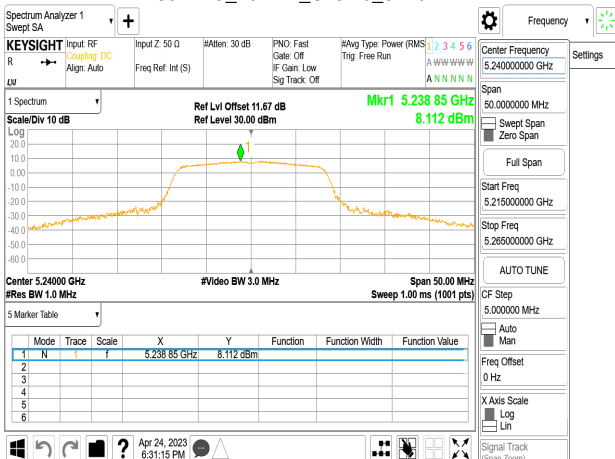 Spectrum Analyzer 1
Swept SA
+
Frequency
KEYSIGHT
R
Input: RF
Coupling: DC
Align: Auto
Input Z: 50 Ω
Freq Ref: Int (S)
#Atten: 30 dB
PNO: Fast
Gate: Off
IF Gain: Low
Sig Track: Off
#Avg Type: Power (RMS
Trig: Free Run
1 2 3 4 5 6
A W W W W W
A N N N N N
Settings
1 Spectrum
Scale/Div 10 dB
Ref Lvl Offset 11.67 dB
Ref Level 30.00 dBm
Mkr1 5.238 85 GHz
8.112 dBm
Log
20.0
10.0
0.00
-10.0
-20.0
-30.0
-40.0
-50.0
-60.0
1
Center 5.24000 GHz
#Res BW 1.0 MHz
#Video BW 3.0 MHz
Span 50.00 MHz
Sweep 1.00 ms (1001 pts)
5 Marker Table
Mode Trace Scale X Y Function Function Width Function Value
1 N 1 f 5.238 85 GHz 8.112 dBm
2
3
4
5
6
Center Frequency
5.240000000 GHz
Span
50.0000000 MHz
Swept Span
Zero Span
Full Span
Start Freq
5.215000000 GHz
Stop Freq
5.265000000 GHz
AUTO TUNE
CF Step
5.000000 MHz
Auto
Man
Freq Offset
0 Hz
X Axis Scale
Log
Lin
Signal Track
(Span Zoom)
?
Apr 24, 2023
6:31:15 PM